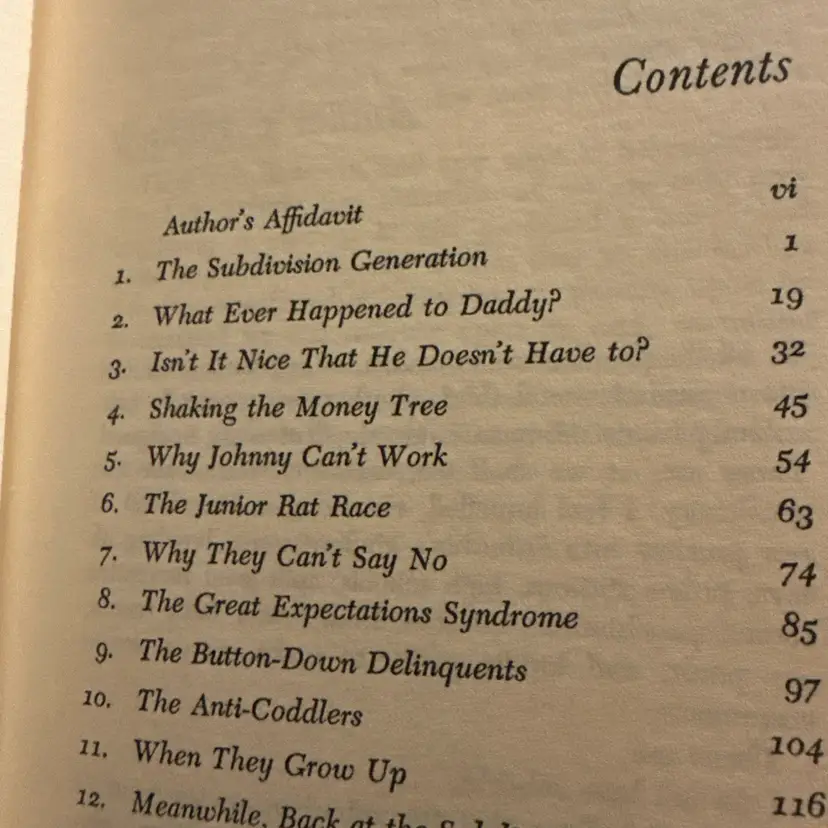 Contents
Author's Affidavit vi
1. The Subdivision Generation 1
2. What Ever Happened to Daddy? 19
3. Isn't It Nice That He Doesn't Have to? 32
4. Shaking the Money Tree 45
5. Why Johnny Can't Work 54
6. The Junior Rat Race 63
7. Why They Can't Say No 74
8. The Great Expectations Syndrome 85
9. The Button-Down Delinquents 97
10. The Anti-Coddlers 104
11. When They Grow Up 116
12. Meanwhile, Back at the